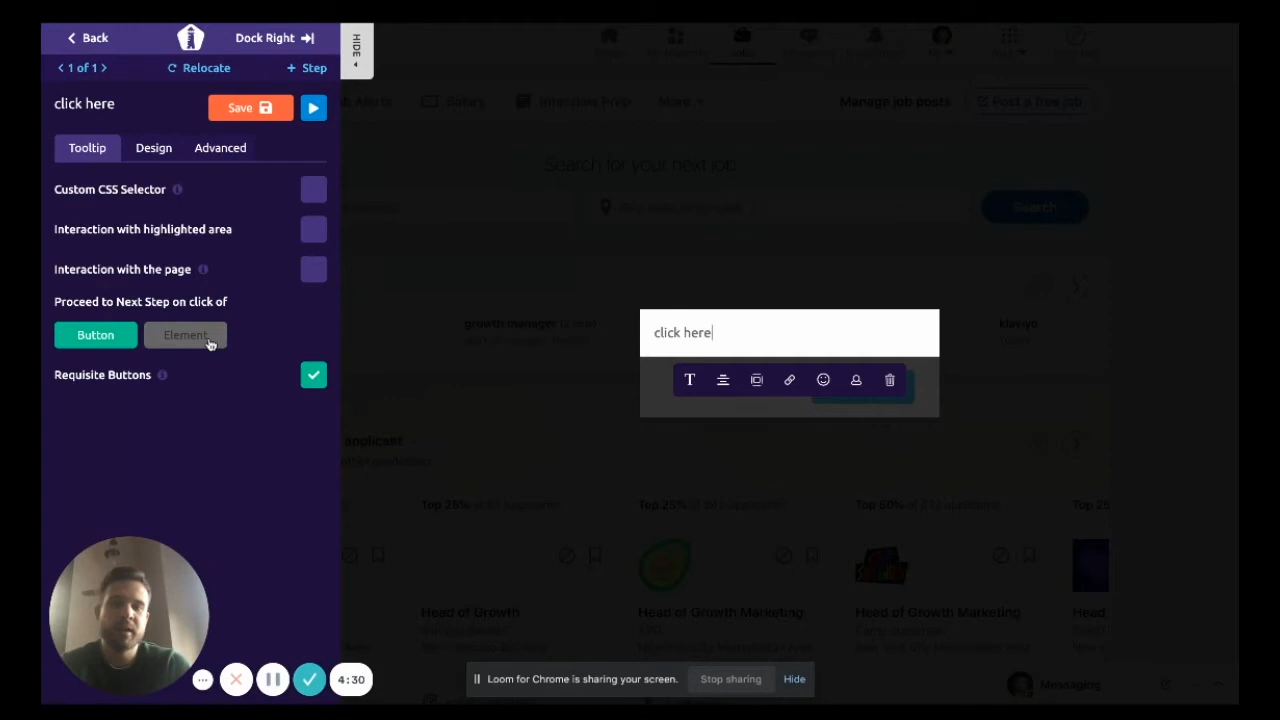 Back
Dock Right
HIDE
1 of 1
Relocate
+ Step
click here
Save
Tooltip
Design
Advanced
Custom CSS Selector
Interaction with highlighted area
Interaction with the page
Proceed to Next Step on click of
Button
Element
Requisite Buttons
4:30
Alerts
Salary
Interview Prep
More
Manage job posts
Post a free job
Search for your next job
Search
growth manager
klasiyo
click here
applicant
Top 25%
Top 25%
Top 50%
Top 25
Head of Growth
Head of Growth Marketing
Head of Growth Marketing
Head
Loom for Chrome is sharing your screen.
Stop sharing
Hide
Messaging